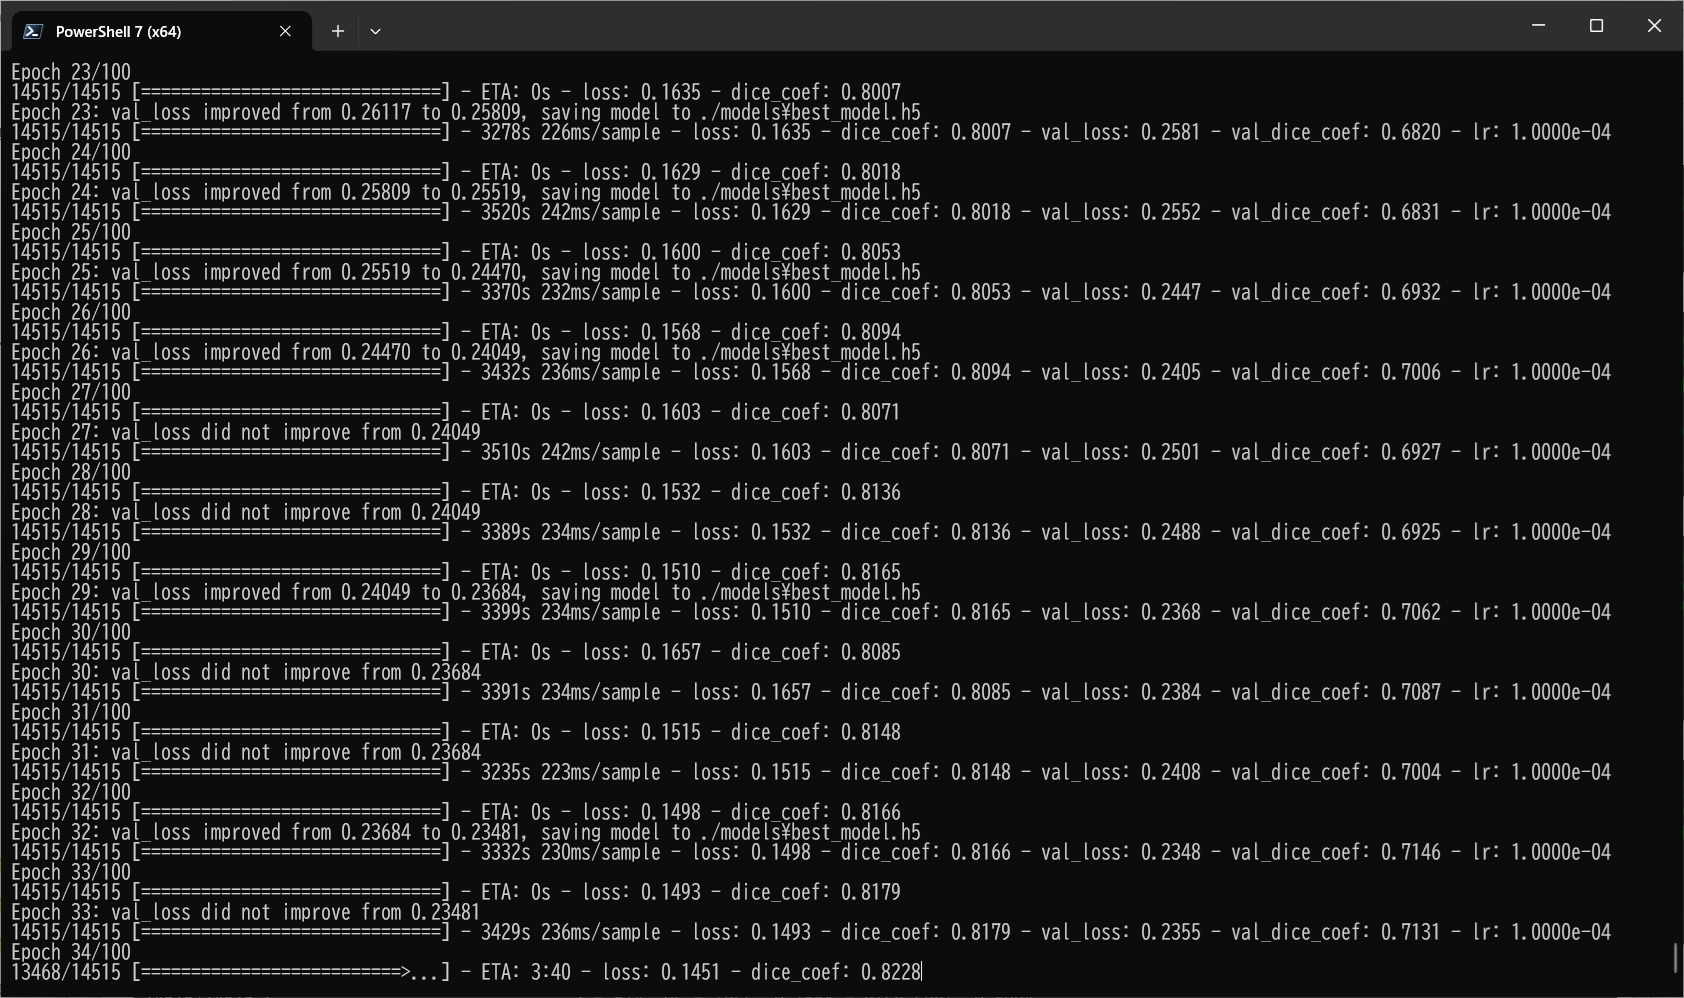 PowerShell 7 (x64)
Epoch 23/100
14515/14515 [==============================] - ETA: 0s - loss: 0.1635 - dice_coef: 0.8007
Epoch 23: val_loss improved from 0.26117 to 0.25809, saving model to ./models¥best_model.h5
14515/14515 [==============================] - 3278s 226ms/sample - loss: 0.1635 - dice_coef: 0.8007 - val_loss: 0.2581 - val_dice_coef: 0.6820 - lr: 1.0000e-04
Epoch 24/100
14515/14515 [==============================] - ETA: 0s - loss: 0.1629 - dice_coef: 0.8018
Epoch 24: val_loss improved from 0.25809 to 0.25519, saving model to ./models¥best_model.h5
14515/14515 [==============================] - 3520s 242ms/sample - loss: 0.1629 - dice_coef: 0.8018 - val_loss: 0.2552 - val_dice_coef: 0.6831 - lr: 1.0000e-04
Epoch 25/100
14515/14515 [==============================] - ETA: 0s - loss: 0.1600 - dice_coef: 0.8053
Epoch 25: val_loss improved from 0.25519 to 0.24470, saving model to ./models¥best_model.h5
14515/14515 [==============================] - 3370s 232ms/sample - loss: 0.1600 - dice_coef: 0.8053 - val_loss: 0.2447 - val_dice_coef: 0.6932 - lr: 1.0000e-04
Epoch 26/100
14515/14515 [==============================] - ETA: 0s - loss: 0.1568 - dice_coef: 0.8094
Epoch 26: val_loss improved from 0.24470 to 0.24049, saving model to ./models¥best_model.h5
14515/14515 [==============================] - 3432s 236ms/sample - loss: 0.1568 - dice_coef: 0.8094 - val_loss: 0.2405 - val_dice_coef: 0.7006 - lr: 1.0000e-04
Epoch 27/100
14515/14515 [==============================] - ETA: 0s - loss: 0.1603 - dice_coef: 0.8071
Epoch 27: val_loss did not improve from 0.24049
14515/14515 [==============================] - 3510s 242ms/sample - loss: 0.1603 - dice_coef: 0.8071 - val_loss: 0.2501 - val_dice_coef: 0.6927 - lr: 1.0000e-04
Epoch 28/100
14515/14515 [==============================] - ETA: 0s - loss: 0.1532 - dice_coef: 0.8136
Epoch 28: val_loss did not improve from 0.24049
14515/14515 [==============================] - 3389s 234ms/sample - loss: 0.1532 - dice_coef: 0.8136 - val_loss: 0.2488 - val_dice_coef: 0.6925 - lr: 1.0000e-04
Epoch 29/100
14515/14515 [==============================] - ETA: 0s - loss: 0.1510 - dice_coef: 0.8165
Epoch 29: val_loss improved from 0.24049 to 0.23684, saving model to ./models¥best_model.h5
14515/14515 [==============================] - 3399s 234ms/sample - loss: 0.1510 - dice_coef: 0.8165 - val_loss: 0.2368 - val_dice_coef: 0.7062 - lr: 1.0000e-04
Epoch 30/100
14515/14515 [==============================] - ETA: 0s - loss: 0.1657 - dice_coef: 0.8085
Epoch 30: val_loss did not improve from 0.23684
14515/14515 [==============================] - 3391s 234ms/sample - loss: 0.1657 - dice_coef: 0.8085 - val_loss: 0.2384 - val_dice_coef: 0.7087 - lr: 1.0000e-04
Epoch 31/100
14515/14515 [==============================] - ETA: 0s - loss: 0.1515 - dice_coef: 0.8148
Epoch 31: val_loss did not improve from 0.23684
14515/14515 [==============================] - 3235s 223ms/sample - loss: 0.1515 - dice_coef: 0.8148 - val_loss: 0.2408 - val_dice_coef: 0.7004 - lr: 1.0000e-04
Epoch 32/100
14515/14515 [==============================] - ETA: 0s - loss: 0.1498 - dice_coef: 0.8166
Epoch 32: val_loss improved from 0.23684 to 0.23481, saving model to ./models¥best_model.h5
14515/14515 [==============================] - 3332s 230ms/sample - loss: 0.1498 - dice_coef: 0.8166 - val_loss: 0.2348 - val_dice_coef: 0.7146 - lr: 1.0000e-04
Epoch 33/100
14515/14515 [==============================] - ETA: 0s - loss: 0.1493 - dice_coef: 0.8179
Epoch 33: val_loss did not improve from 0.23481
14515/14515 [==============================] - 3429s 236ms/sample - loss: 0.1493 - dice_coef: 0.8179 - val_loss: 0.2355 - val_dice_coef: 0.7131 - lr: 1.0000e-04
Epoch 34/100
13468/14515 [==========================>...] - ETA: 3:40 - loss: 0.1451 - dice_coef: 0.8228